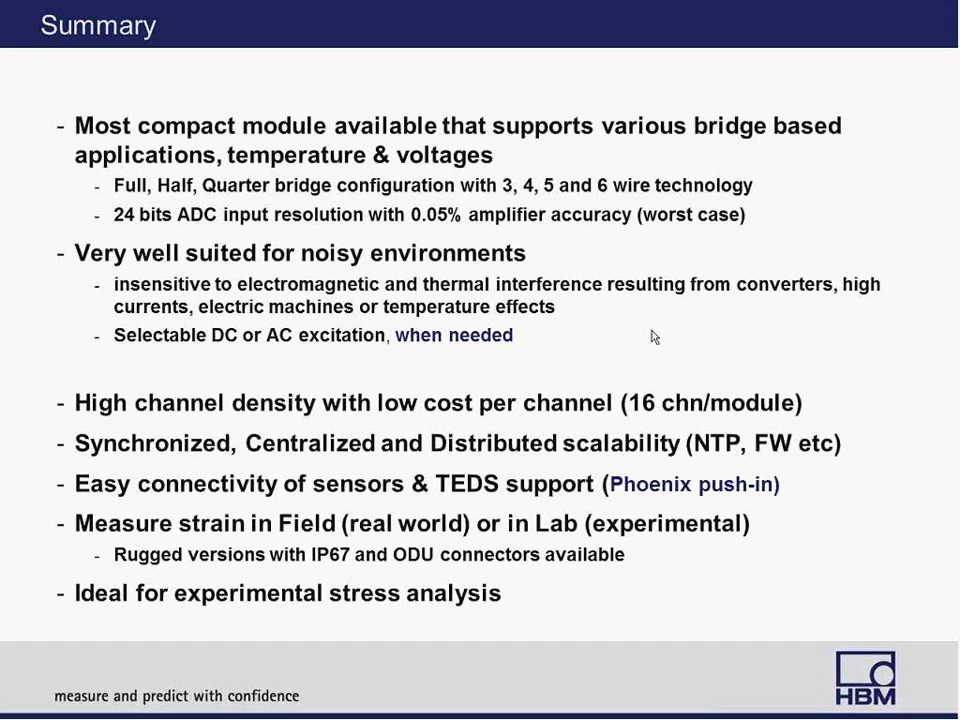 Summary
- Most compact module available that supports various bridge based
applications, temperature & voltages
- Full, Half, Quarter bridge configuration with 3, 4, 5 and 6 wire technology
- 24 bits ADC input resolution with 0.05% amplifier accuracy (worst case)
- Very well suited for noisy environments
- insensitive to electromagnetic and thermal interference resulting from converters, high
currents, electric machines or temperature effects
- Selectable DC or AC excitation, when needed
- High channel density with low cost per channel (16 chn/module)
- Synchronized, Centralized and Distributed scalability (NTP, FW etc)
- Easy connectivity of sensors & TEDS support (Phoenix push-in)
- Measure strain in Field (real world) or in Lab (experimental)
- Rugged versions with IP67 and ODU connectors available
- Ideal for experimental stress analysis
measure and predict with confidence
HBM